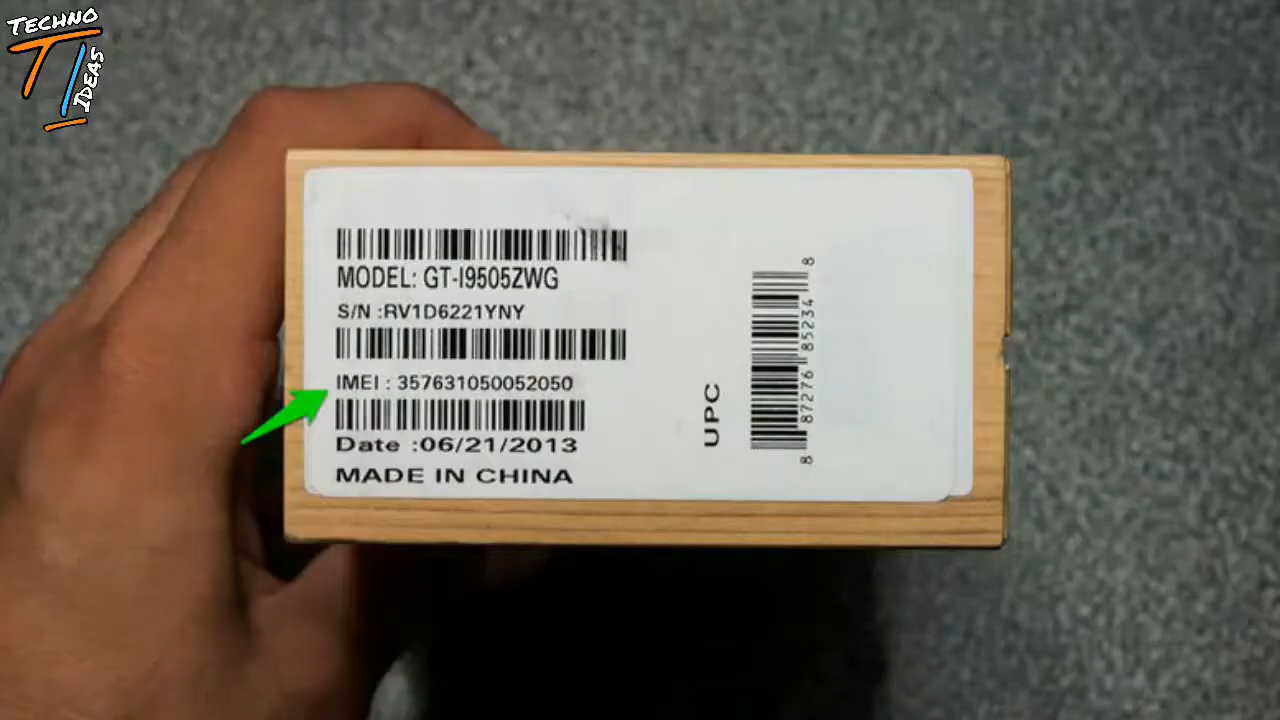 TECHNO
TI
IDEAS
MODEL: GT-I9505ZWG
S/N :RV1D6221YNY
IMEI : 357631050052050
Date :06/21/2013
MADE IN CHINA
UPC
8 87276 85234 8